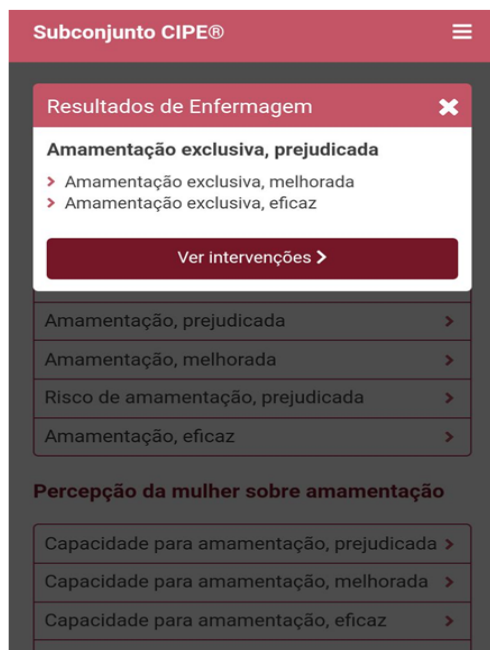 Subconjunto CIPE®
Resultados de Enfermagem
Amamentação exclusiva, prejudicada
Amamentação exclusiva, melhorada
Amamentação exclusiva, eficaz
Ver intervenções
Amamentação, prejudicada
Amamentação, melhorada
Risco de amamentação, prejudicada
Amamentação, eficaz
Percepção da mulher sobre amamentação
Capacidade para amamentação, prejudicada
Capacidade para amamentação, melhorada
Capacidade para amamentação, eficaz